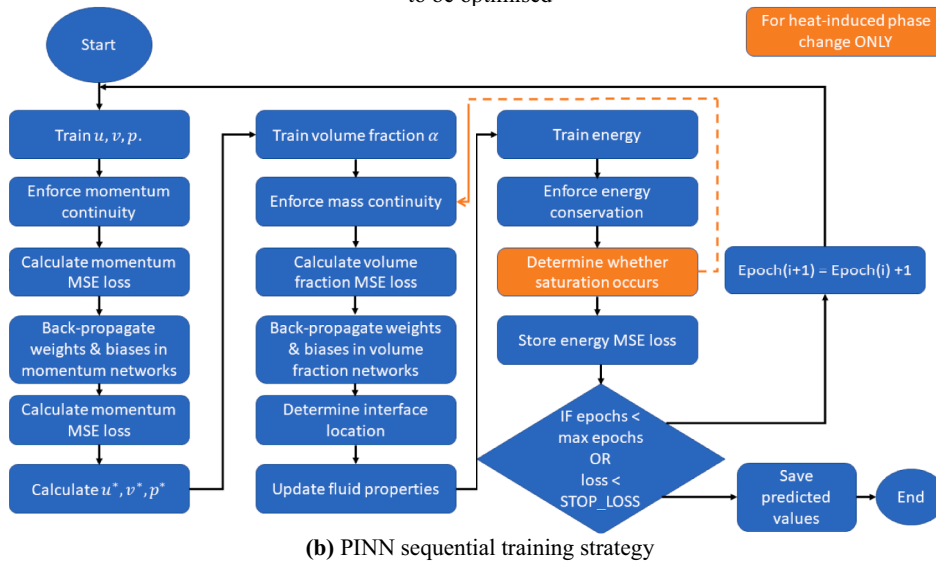 to be optimised
Start
For heat-induced phase
change ONLY
Train u, v, p.
Enforce momentum
continuity
Calculate momentum
MSE loss
Back-propagate
weights & biases in
momentum networks
Calculate momentum
MSE loss
Calculate u*, v*, p*
Train volume fraction α
Enforce mass continuity
Calculate volume
fraction MSE loss
Back-propagate weights
& biases in volume
fraction networks
Determine interface
location
Update fluid properties
Train energy
Enforce energy
conservation
Determine whether
saturation occurs
Store energy MSE loss
IF epochs <
max epochs
OR
loss <
STOP_LOSS
Epoch(i+1) = Epoch(i) +1
Save
predicted
values
End
(b) PINN sequential training strategy